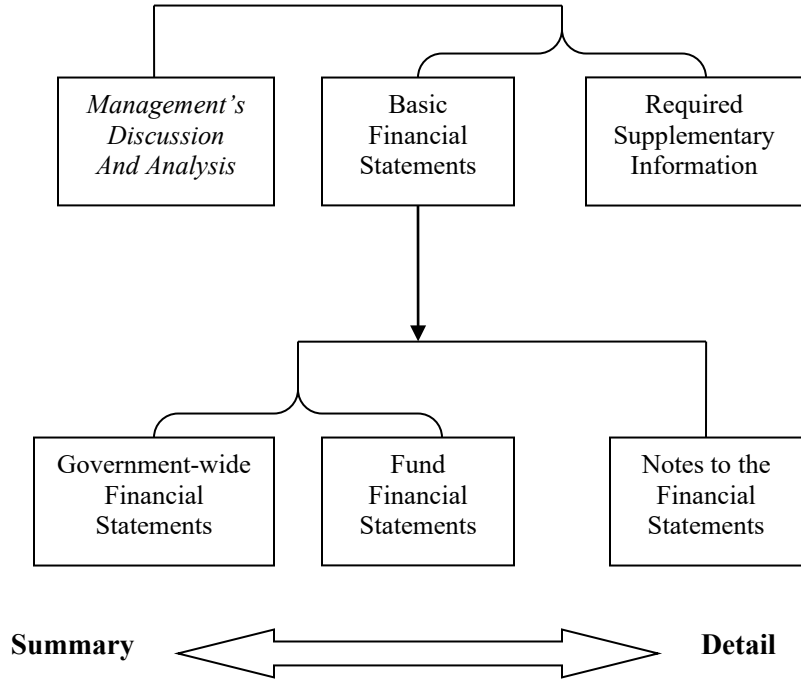 Management’s
Discussion
And Analysis
Basic
Financial
Statements
Required
Supplementary
Information
Government-wide
Financial
Statements
Fund
Financial
Statements
Notes to the
Financial
Statements
Summary
Detail